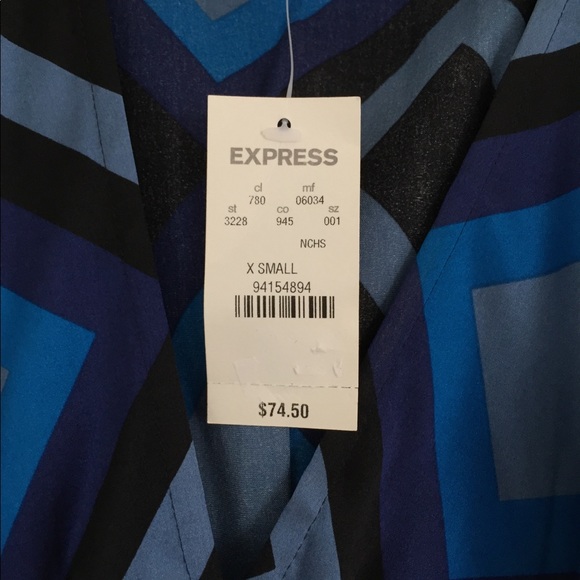 EXPRESS
cl mf
780 06034
st co sz
3228 945 001
NCHS
X SMALL
94154894
$74.50